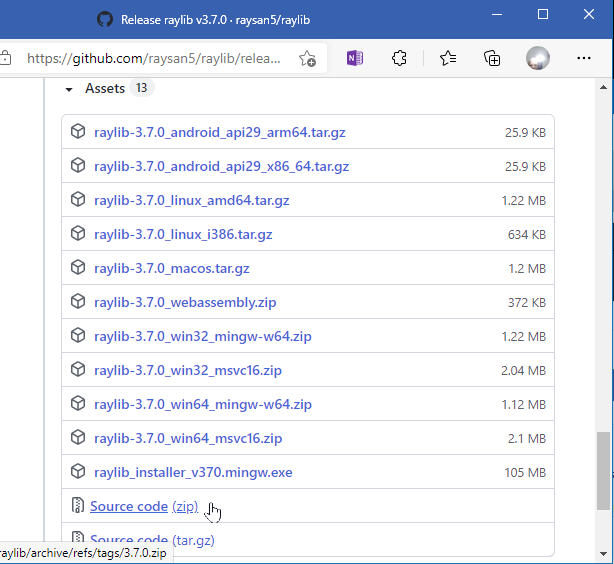 Release raylib v3.7.0 · raysan5/raylib
https://github.com/raysan5/raylib/relea...
Assets 13
raylib-3.7.0_android_api29_arm64.tar.gz 25.9 KB
raylib-3.7.0_android_api29_x86_64.tar.gz 25.9 KB
raylib-3.7.0_linux_amd64.tar.gz 1.22 MB
raylib-3.7.0_linux_i386.tar.gz 634 KB
raylib-3.7.0_macos.tar.gz 1.2 MB
raylib-3.7.0_webassembly.zip 372 KB
raylib-3.7.0_win32_mingw-w64.zip 1.22 MB
raylib-3.7.0_win32_msvc16.zip 2.04 MB
raylib-3.7.0_win64_mingw-w64.zip 1.12 MB
raylib-3.7.0_win64_msvc16.zip 2.1 MB
raylib_installer_v370.mingw.exe 105 MB
Source code (zip)
Source code (tar.gz)
raylib/archive/refs/tags/3.7.0.zip